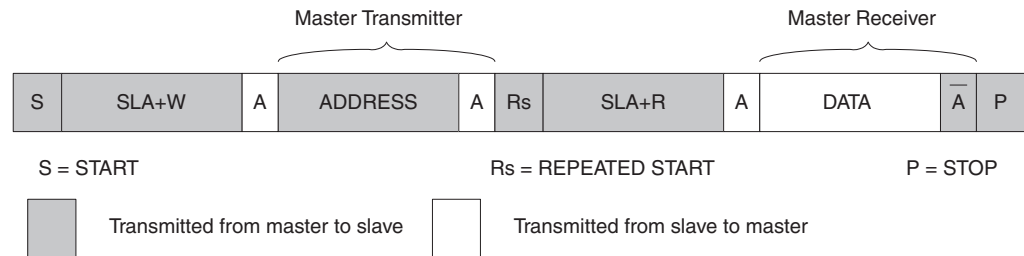 Master Transmitter Master Receiver
S SLA+W A ADDRESS A Rs SLA+R A DATA A̅ P
S = START Rs = REPEATED START P = STOP
Transmitted from master to slave Transmitted from slave to master